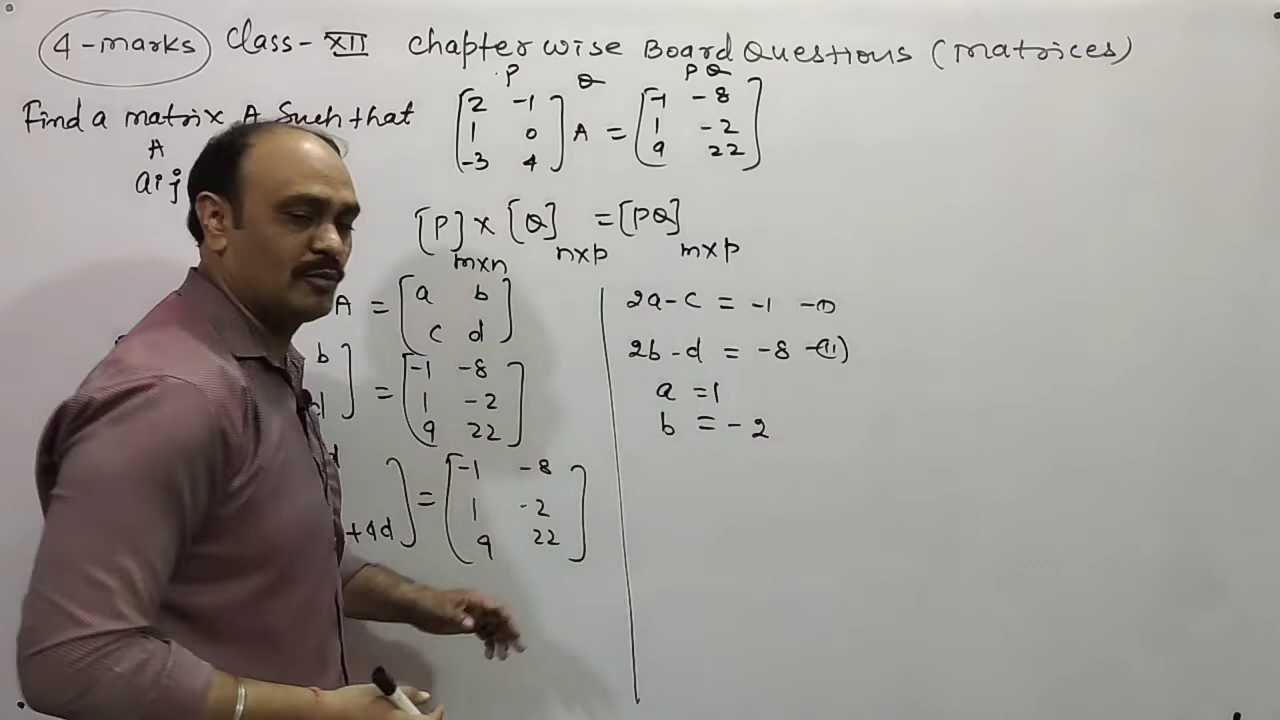 4-marks Class-XII Chapter wise Board Questions (Matrices)
P Q PQ
Find a matrix A Such that [2 -1
1 0
-3 4] A = [-1 -8
1 -2
9 22]
A
aij
[P]m×n × [Q]n×p = [PQ]m×p
A = [a b
c d]
b
d] = [-1 -8
1 -2
9 22]
+4d] = [-1 -8
1 -2
9 22]
2a-c = -1 -(I)
2b-d = -8 -(II)
a = 1
b = -2